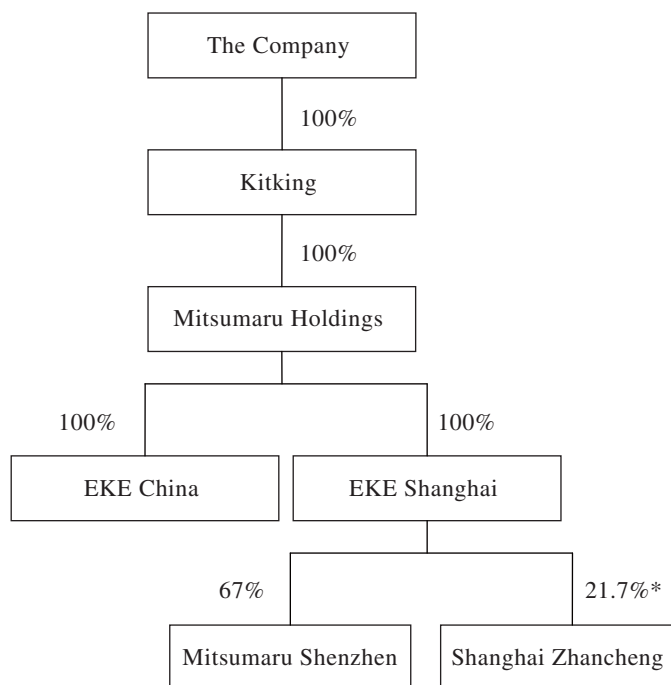 The Company
100%
Kitking
100%
Mitsumaru Holdings
100%
100%
EKE China
EKE Shanghai
67%
21.7%*
Mitsumaru Shenzhen
Shanghai Zhancheng